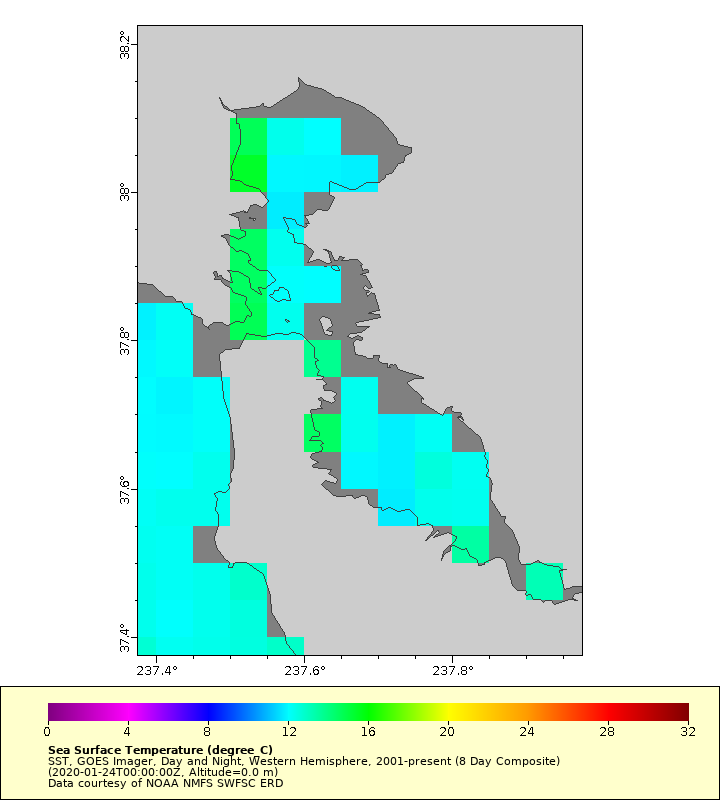 38.2°
38°
37.8°
37.6°
37.4°
237.4° 237.6° 237.8°
0 4 8 12 16 20 24 28 32
Sea Surface Temperature (degree_C)
SST, GOES Imager, Day and Night, Western Hemisphere, 2001-present (8 Day Composite)
(2020-01-24T00:00:00Z, Altitude=0.0 m)
Data courtesy of NOAA NMFS SWFSC ERD